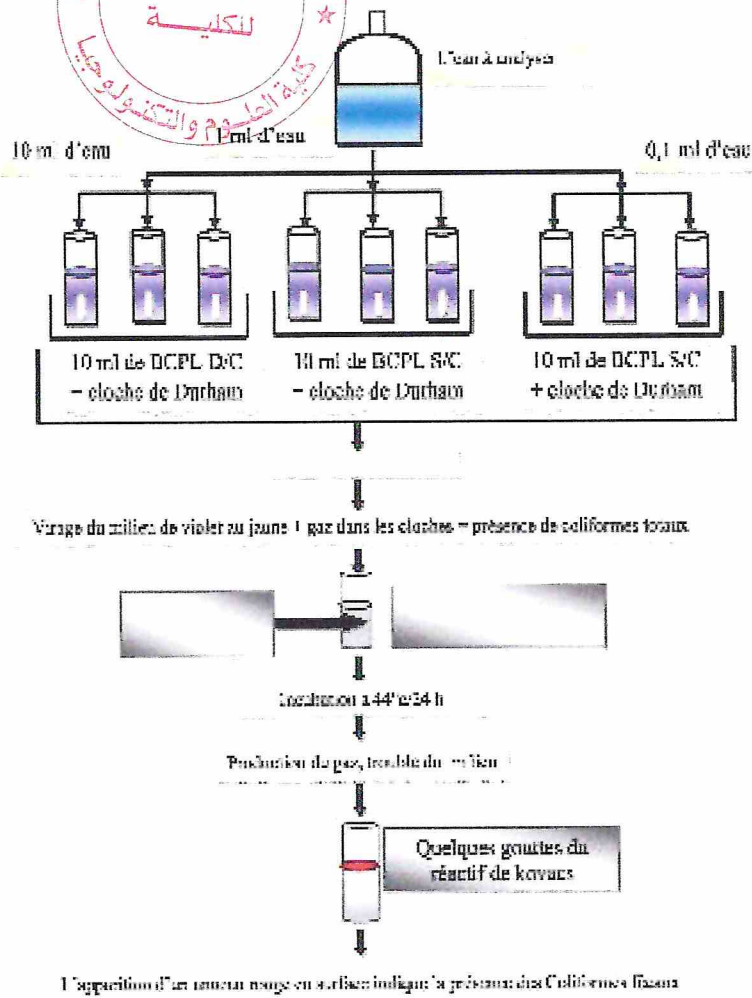 للكلية
كلية العلوم والتكنولوجيا
L'eau à analyser
10 ml d'eau
1 ml d'eau
0,1 ml d'eau
10 ml de BCPL D/C
+ cloche de Durham
10 ml de BCPL S/C
+ cloche de Durham
10 ml de BCPL S/C
+ cloche de Durham
Virage du milieu de violet au jaune + gaz dans les cloches = présence de coliformes totaux
Incubation à 44°c/24 h
Production du gaz, trouble du milieu
Quelques gouttes du
réactif de kovacs
L'apparition d'un anneau rouge en surface indique la présence des Coliformes fécaux